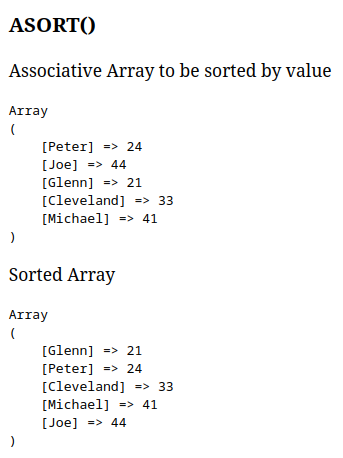 ASORT()
Associative Array to be sorted by value
Array
(
    [Peter] => 24
    [Joe] => 44
    [Glenn] => 21
    [Cleveland] => 33
    [Michael] => 41
)
Sorted Array
Array
(
    [Glenn] => 21
    [Peter] => 24
    [Cleveland] => 33
    [Michael] => 41
    [Joe] => 44
)